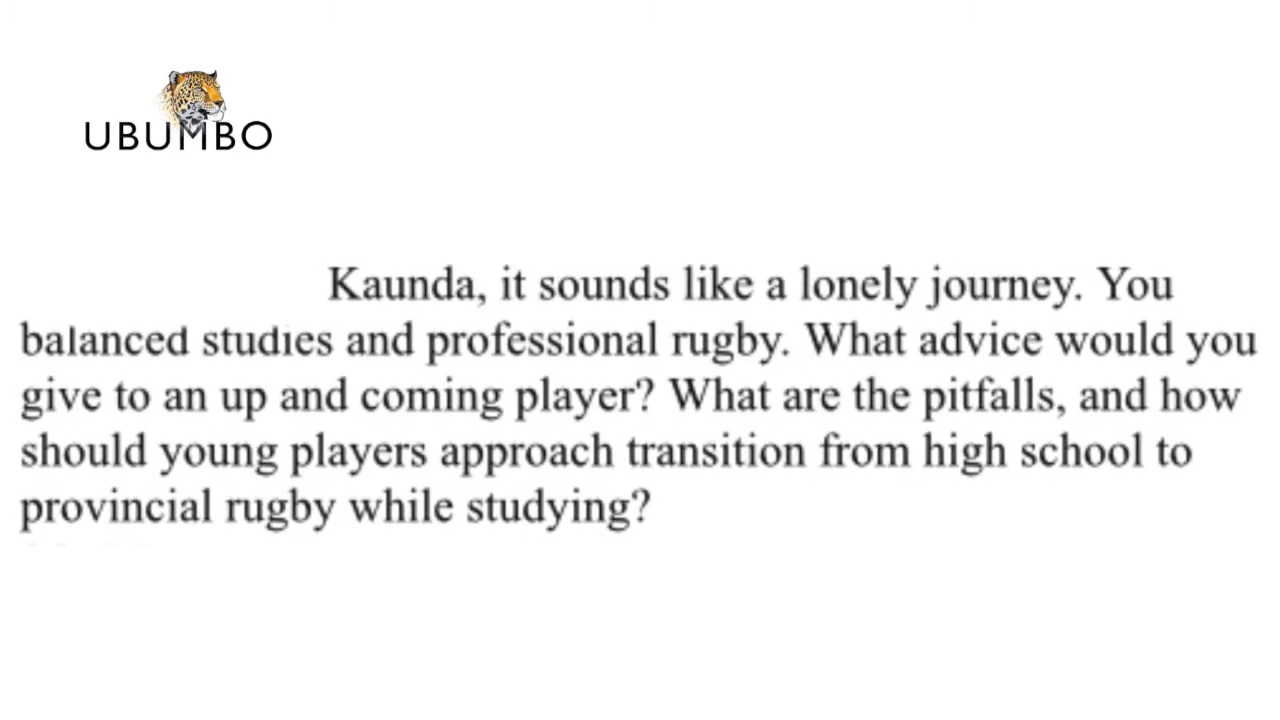 UBUMBO
Kaunda, it sounds like a lonely journey. You
balanced studies and professional rugby. What advice would you
give to an up and coming player? What are the pitfalls, and how
should young players approach transition from high school to
provincial rugby while studying?